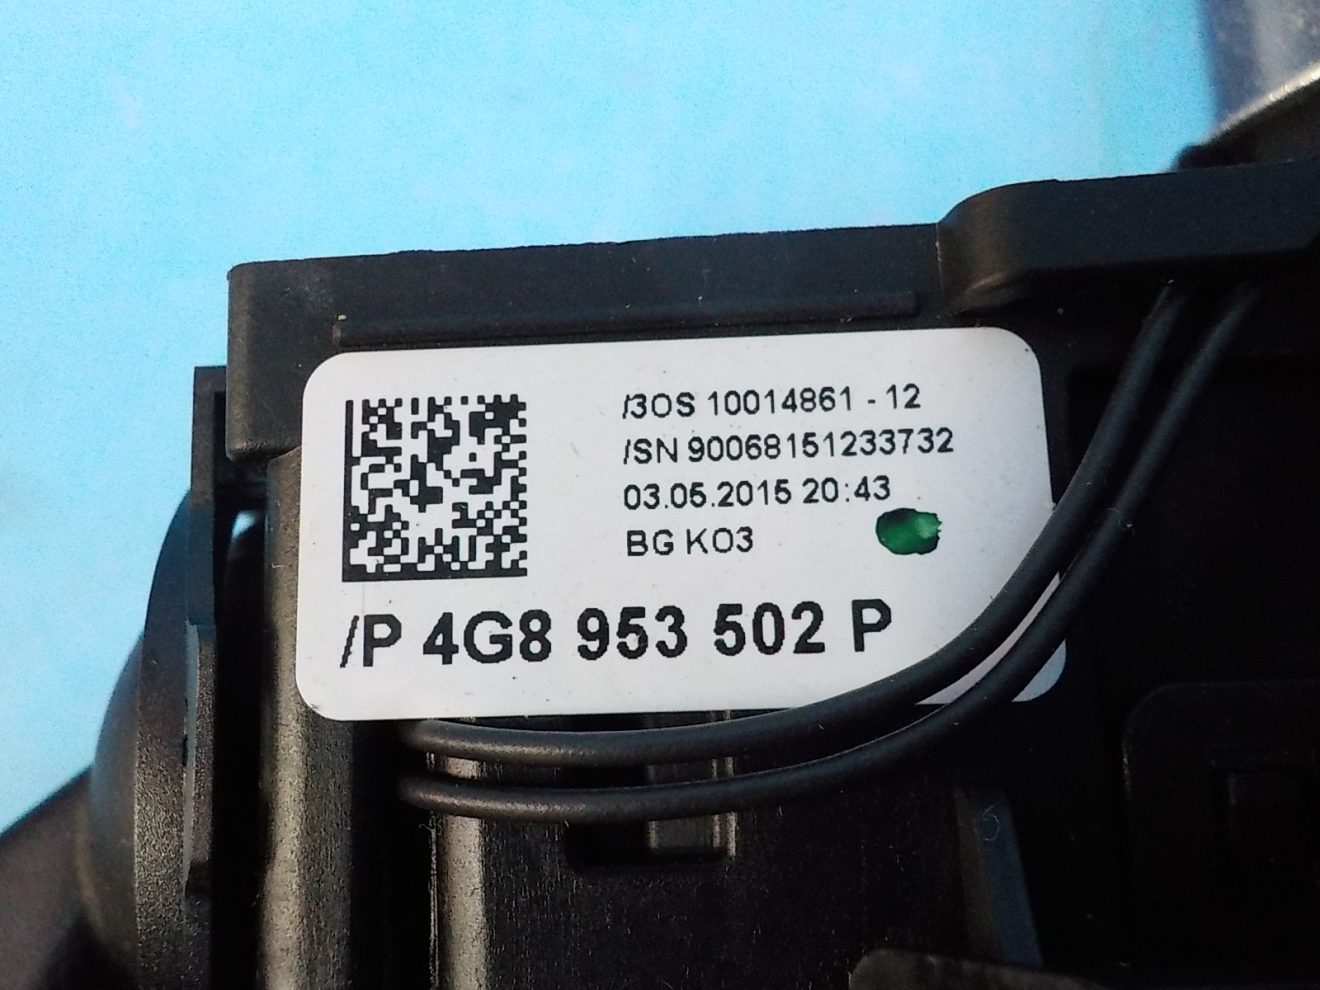 /3OS 10014861 - 12
/SN 90068151233732
03.05.2015 20:43
BG KO3
/P 4G8 953 502 P